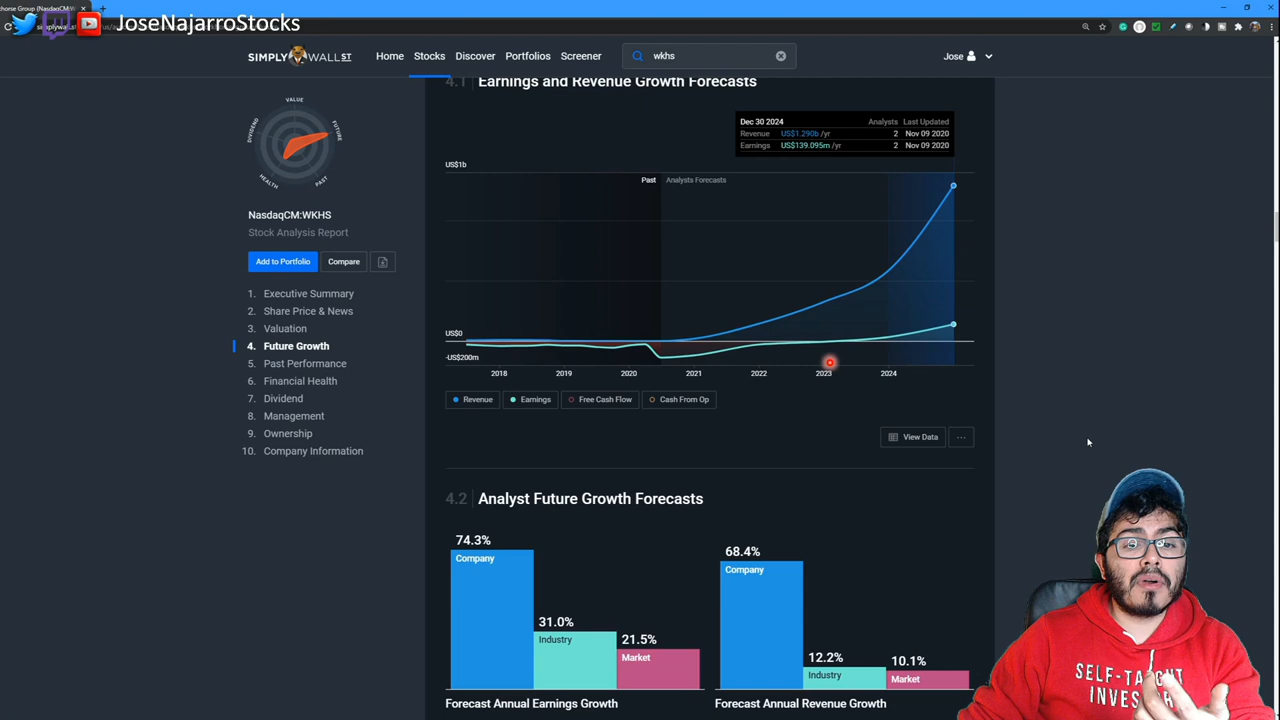 JoseNajarroStocks
SIMPLY WALL ST
Home
Stocks
Discover
Portfolios
Screener
wkhs
Jose
VALUE
FUTURE
PAST
HEALTH
DIVIDEND
NasdaqCM:WKHS
Stock Analysis Report
Add to Portfolio
Compare
1. Executive Summary
2. Share Price & News
3. Valuation
4. Future Growth
5. Past Performance
6. Financial Health
7. Dividend
8. Management
9. Ownership
10. Company Information
4.1 Earnings and Revenue Growth Forecasts
Dec 30 2024 Analysts Last Updated
Revenue US$1.290b /yr 2 Nov 09 2020
Earnings US$139.095m /yr 2 Nov 09 2020
US$1b
Past
Analysts Forecasts
US$0
-US$200m
2018 2019 2020 2021 2022 2023 2024
Revenue
Earnings
Free Cash Flow
Cash From Op
View Data
...
4.2 Analyst Future Growth Forecasts
74.3%
Company
31.0%
Industry
21.5%
Market
Forecast Annual Earnings Growth
68.4%
Company
12.2%
Industry
10.1%
Market
Forecast Annual Revenue Growth
SELF-TAUGHT